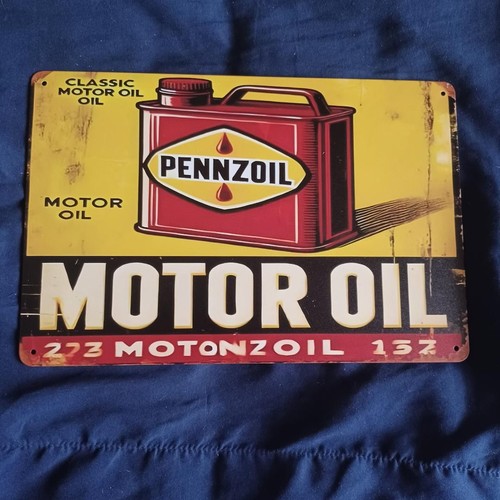 CLASSIC
MOTOR OIL
OIL
PENNZOIL
MOTOR
OIL
MOTOR OIL
273 MOTONZOIL 132